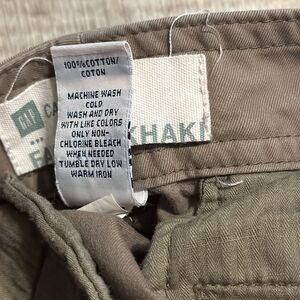 100%COTTON/
COTON
MACHINE WASH
COLD
WASH AND DRY
WITH LIKE COLORS
ONLY NON-
CHLORINE BLEACH
WHEN NEEDED
TUMBLE DRY LOW
WARM IRON
GAP
KHAKI